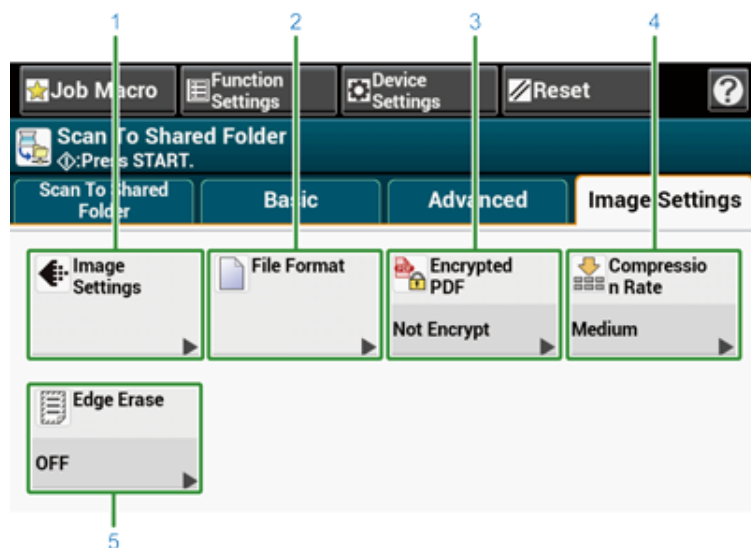 1 2 3 4
Job Macro
Function
Settings
Device
Settings
Reset
?
Scan To Shared Folder
:Press START.
Scan To Shared
Folder
Basic
Advanced
Image Settings
Image
Settings
File Format
Encrypted
PDF
Not Encrypt
Compressio
n Rate
Medium
Edge Erase
OFF
5